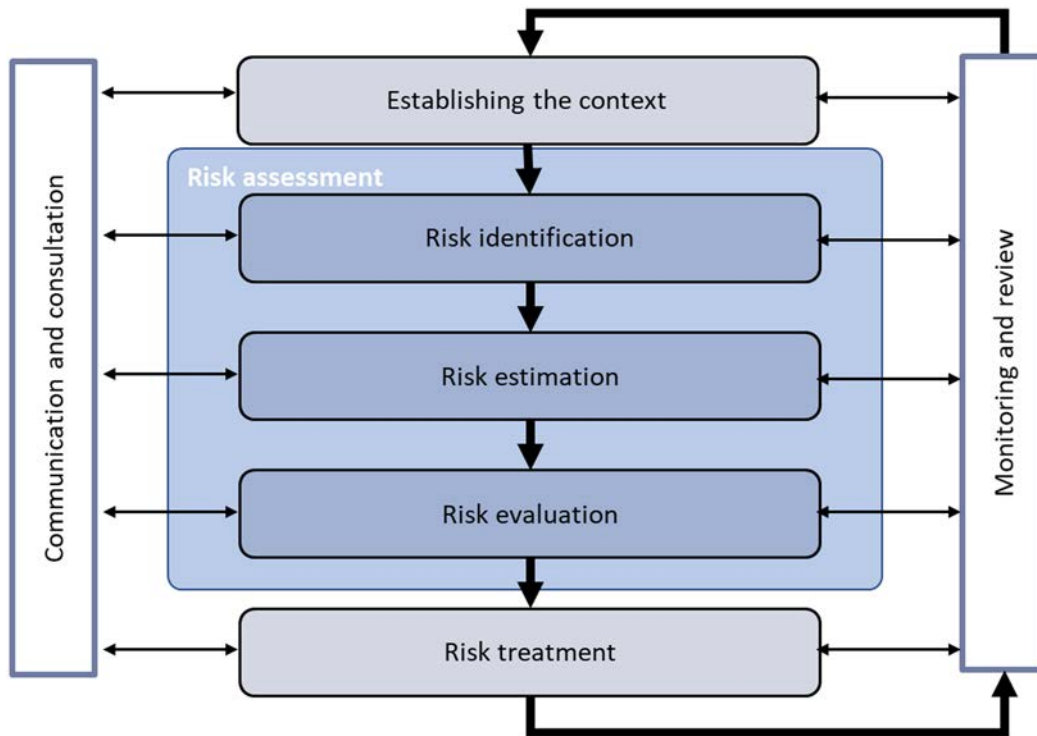 Communication and consultation
Establishing the context
Risk assessment
Risk identification
Risk estimation
Risk evaluation
Risk treatment
Monitoring and review